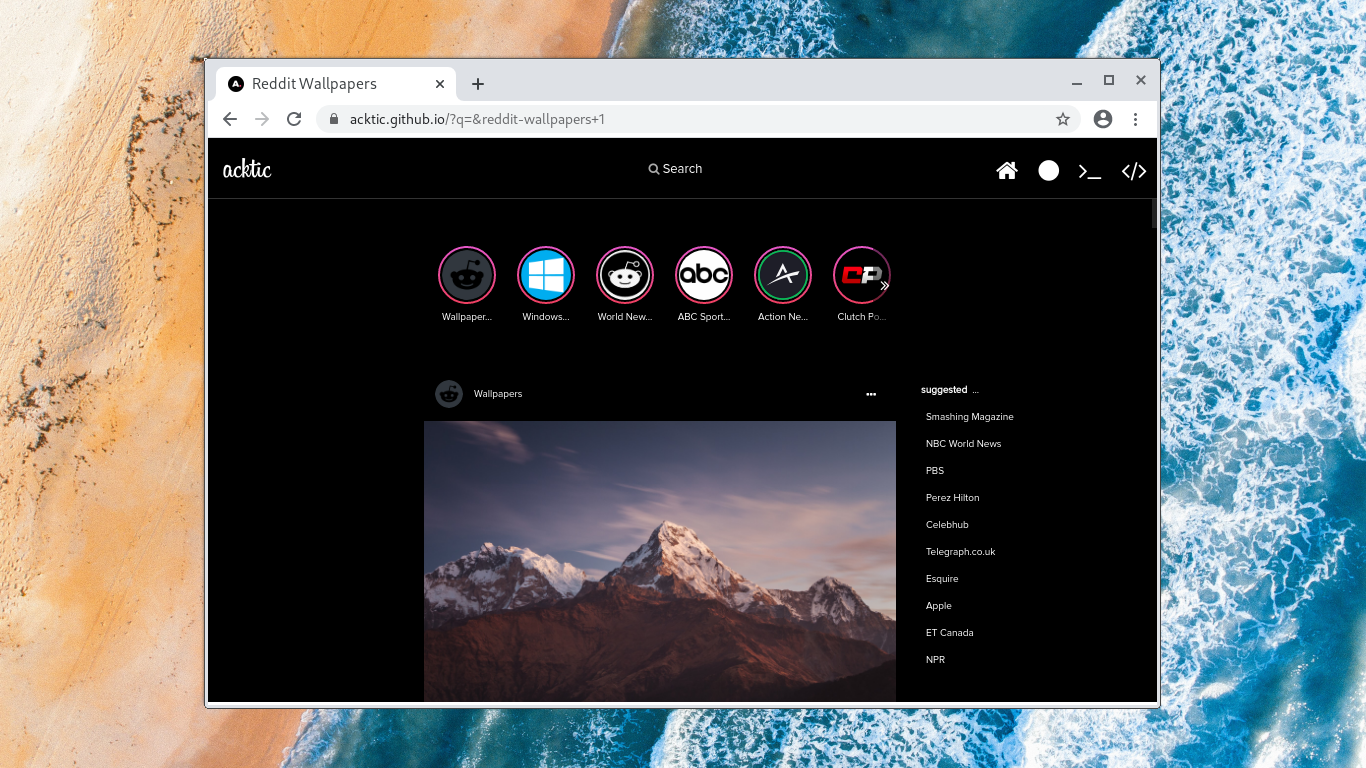 Reddit Wallpapers
acktic.github.io/?q=&reddit-wallpapers+1
acktic
Search
abc
CP
Wallpaper...
Windows...
World New...
ABC Sport...
Action Ne...
Clutch Po...
Wallpapers
suggested ...
Smashing Magazine
NBC World News
PBS
Perez Hilton
Celebhub
Telegraph.co.uk
Esquire
Apple
ET Canada
NPR